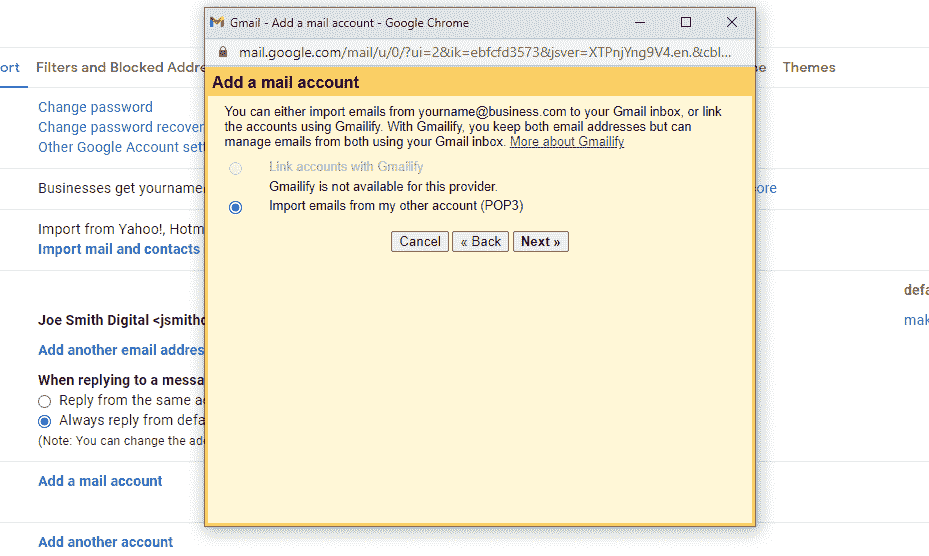 Gmail - Add a mail account - Google Chrome
mail.google.com/mail/u/0/?ui=2&ik=ebfcfd3573&jsver=XTPnjYng9V4.en.&cbl...
ort Filters and Blocked Addre Themes
Add a mail account
You can either import emails from yourname@business.com to your Gmail inbox, or link
the accounts using Gmailify. With Gmailify, you keep both email addresses but can
manage emails from both using your Gmail inbox. More about Gmailify
Link accounts with Gmailify
Gmailify is not available for this provider.
Import emails from my other account (POP3)
Cancel « Back Next »
Change password
Change password recover
Other Google Account sett
Businesses get yourname ore
Import from Yahoo!, Hotm
Import mail and contacts
defa
Joe Smith Digital <jsmithd mak
Add another email addres
When replying to a messa
Reply from the same a
Always reply from defa
(Note: You can change the add
Add a mail account
Add another account